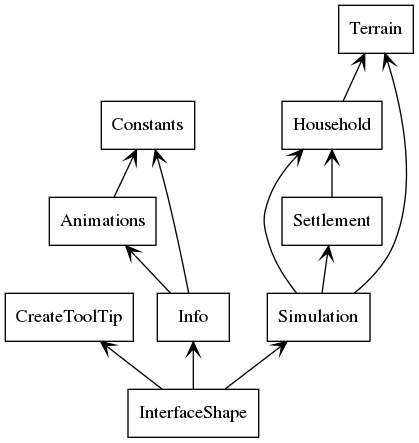 Terrain
Constants
Household
Animations
Settlement
CreateToolTip
Info
Simulation
InterfaceShape